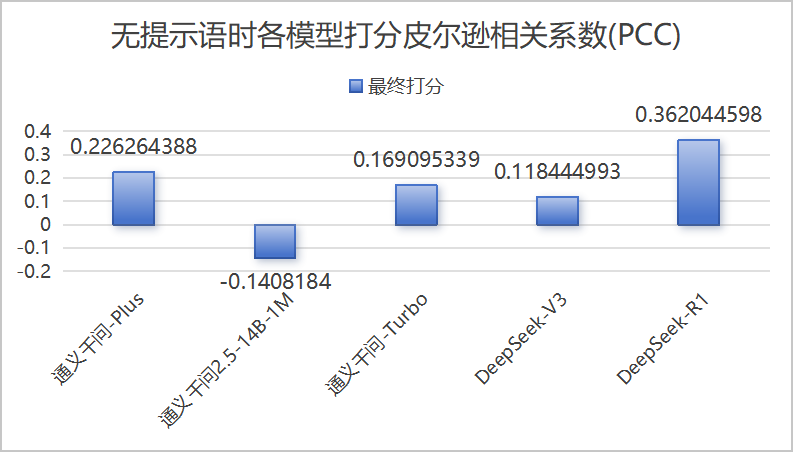 无提示语时各模型打分皮尔逊相关系数(PCC)
最终打分
0.4
0.3
0.2
0.1
0
-0.1
-0.2
0.226264388
-0.1408184
0.169095339
0.118444993
0.362044598
通义千问-Plus
通义千问2.5-14B-1M
通义千问-Turbo
DeepSeek-V3
DeepSeek-R1